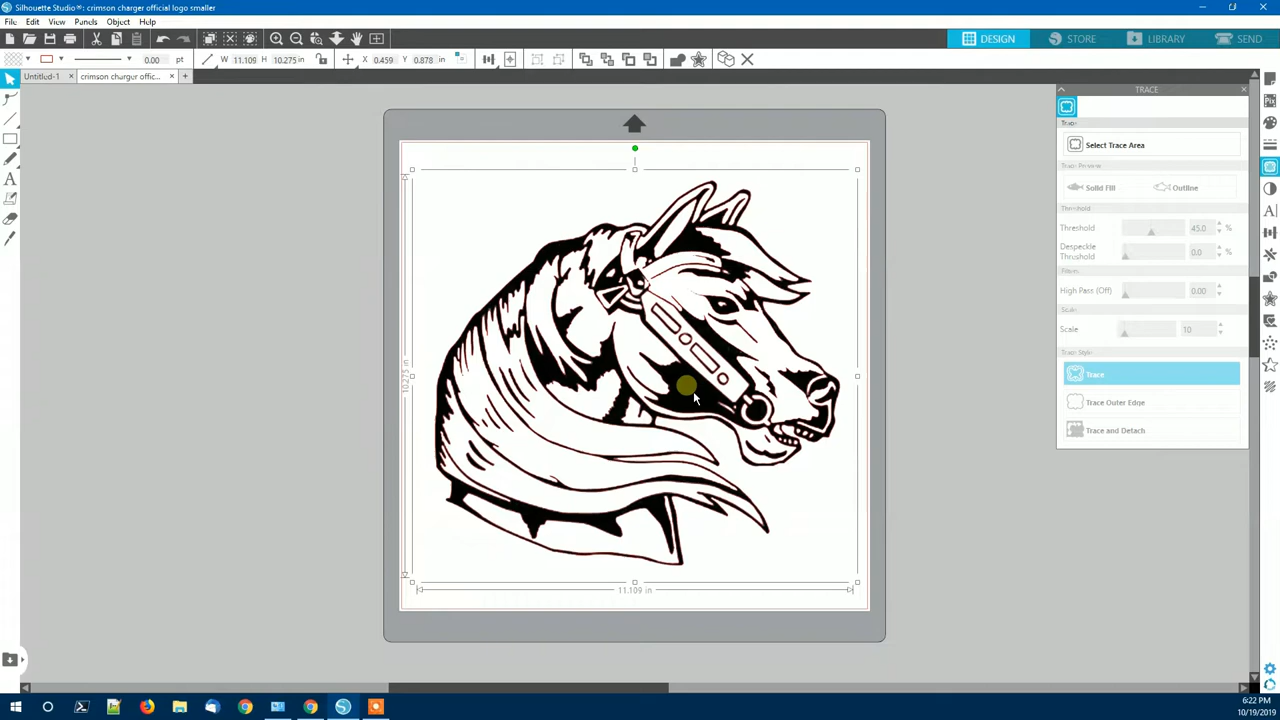 Silhouette Studio®: crimson charger official logo smaller
File Edit View Panels Object Help
DESIGN STORE LIBRARY SEND
0.00 pt W 11.109 H 10.275 in X 0.459 Y 0.878 in
Untitled-1 × crimson charger offic... × +
TRACE
Trace
Select Trace Area
Trace Preview
Solid Fill Outline
Threshold
Threshold 45.0 %
Despeckle Threshold 0.0 %
Filters
High Pass (Off) 0.00
Scale
Scale 10
Trace Style
Trace
Trace Outer Edge
Trace and Detach
10.275 in
11.109 in
6:22 PM
10/19/2019